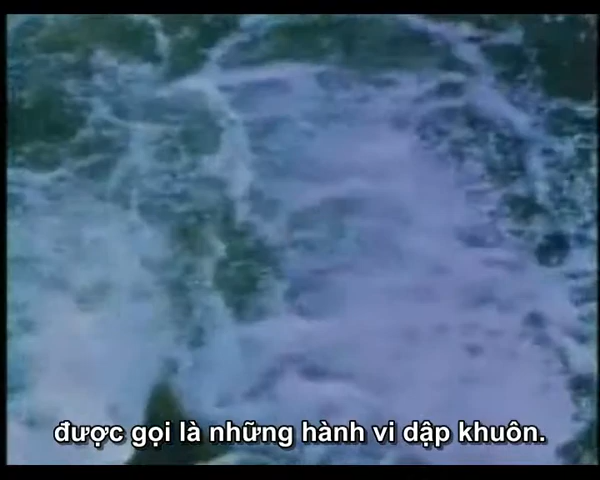 được gọi là những hành vi dập khuôn.